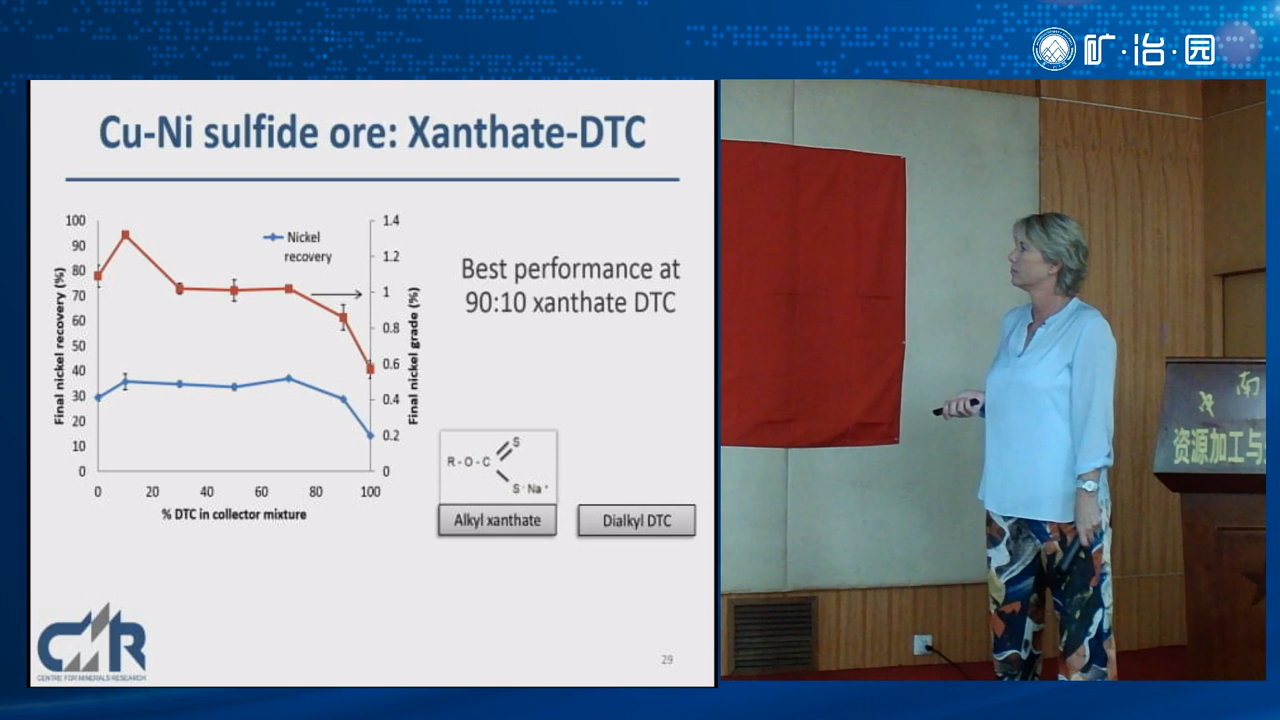 矿·冶·园
Cu-Ni sulfide ore: Xanthate-DTC
100
90
80
70
60
50
40
30
20
10
0
Final nickel recovery (%)
1.4
1.2
1
0.8
0.6
0.4
0.2
0
Final nickel grade (%)
Nickel
recovery
0 20 40 60 80 100
% DTC in collector mixture
Best performance at
90:10 xanthate DTC
R-O-C
S
S⁻Na⁺
Alkyl xanthate
Dialkyl DTC
CMR
CENTRE FOR MINERALS RESEARCH
29
南
资源加工与